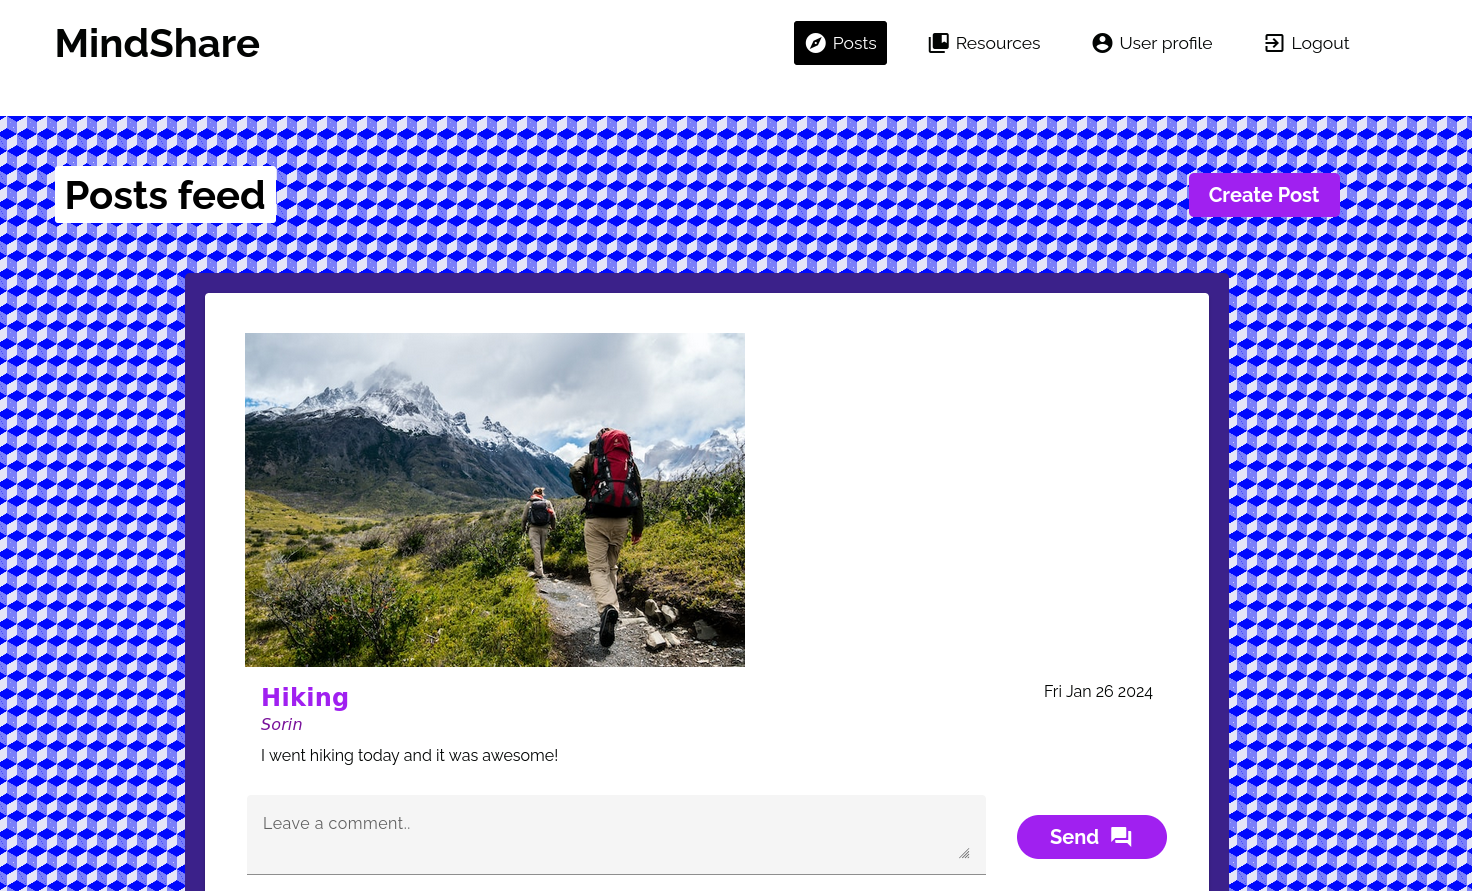 MindShare
Posts
Resources
User profile
Logout
Posts feed
Create Post
Hiking
Fri Jan 26 2024
Sorin
I went hiking today and it was awesome!
Leave a comment..
Send